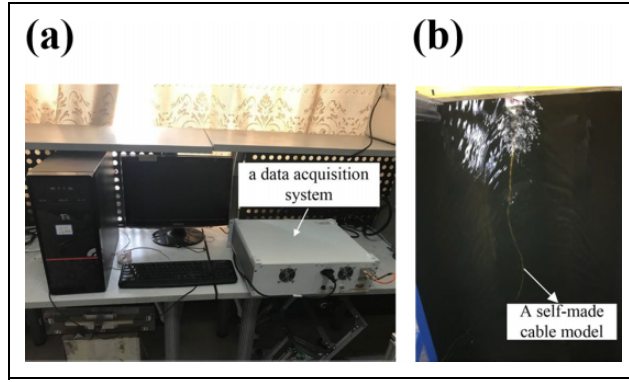 (a)
(b)
a data acquisition
system
A self-made
cable model